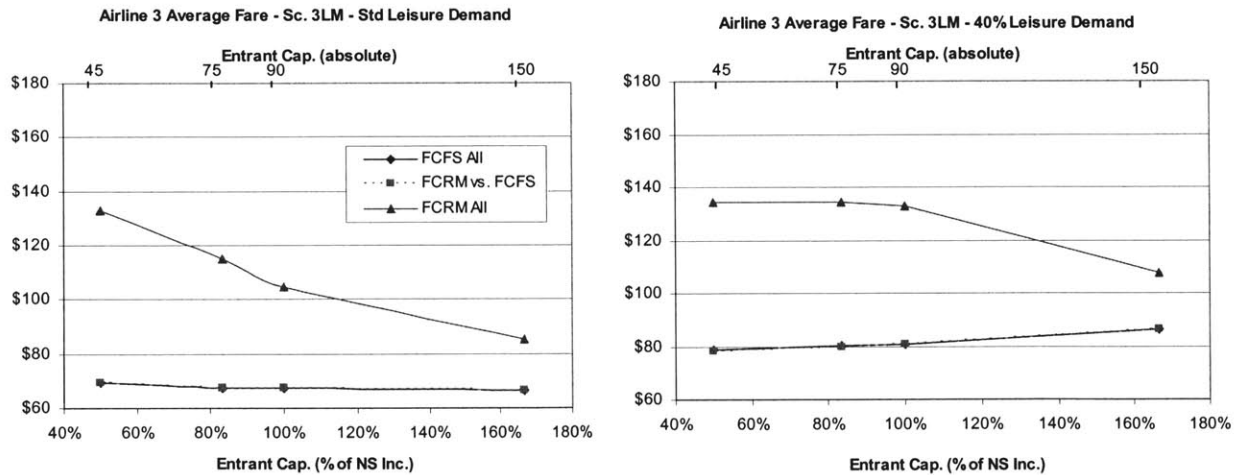 Airline 3 Average Fare - Sc. 3LM - Std Leisure Demand
Entrant Cap. (absolute)
45 75 90 150
$180
$160
$140
$120
$100
$80
$60
FCFS All
FCRM vs. FCFS
FCRM All
40% 60% 80% 100% 120% 140% 160% 180%
Entrant Cap. (% of NS Inc.)
Airline 3 Average Fare - Sc. 3LM - 40% Leisure Demand
Entrant Cap. (absolute)
45 75 90 150
$180
$160
$140
$120
$100
$80
$60
40% 60% 80% 100% 120% 140% 160% 180%
Entrant Cap. (% of NS Inc.)